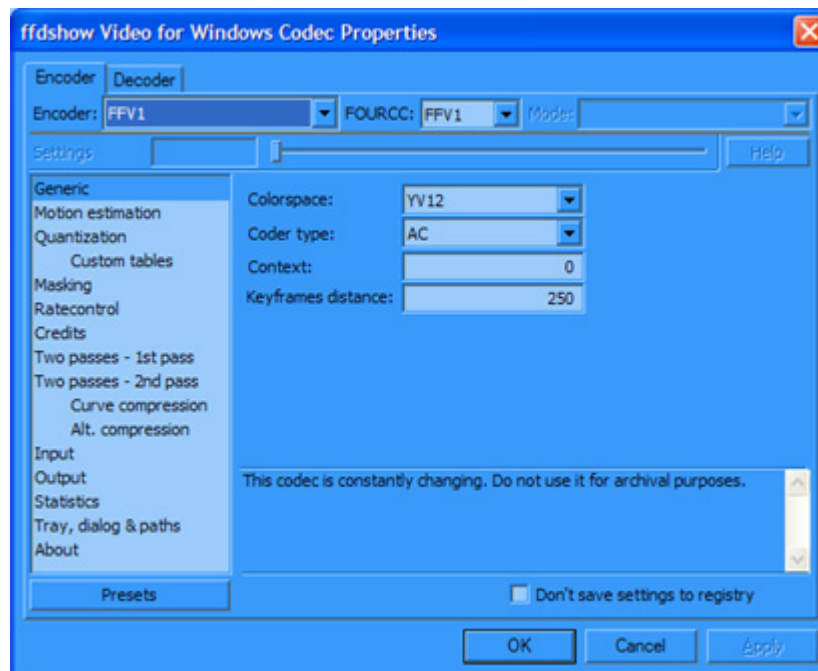 ffdshow Video for Windows Codec Properties
Encoder Decoder
Encoder: FFV1 FOURCC: FFV1 Mode:
Settings Help
Generic
Motion estimation
Quantization
Custom tables
Masking
Ratecontrol
Credits
Two passes - 1st pass
Two passes - 2nd pass
Curve compression
Alt. compression
Input
Output
Statistics
Tray, dialog & paths
About
Presets
Colorspace: YV12
Coder type: AC
Context: 0
Keyframes distance: 250
This codec is constantly changing. Do not use it for archival purposes.
Don't save settings to registry
OK Cancel Apply